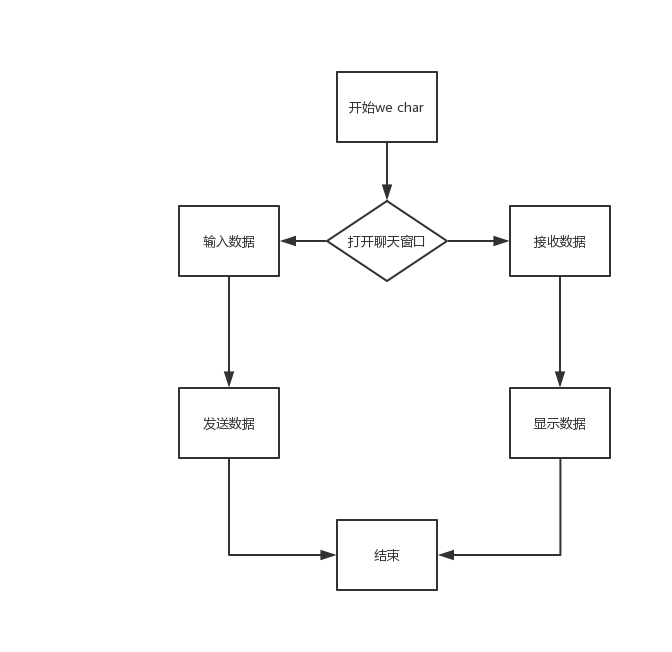 开始we char
输入数据
打开聊天窗口
接收数据
发送数据
显示数据
结束